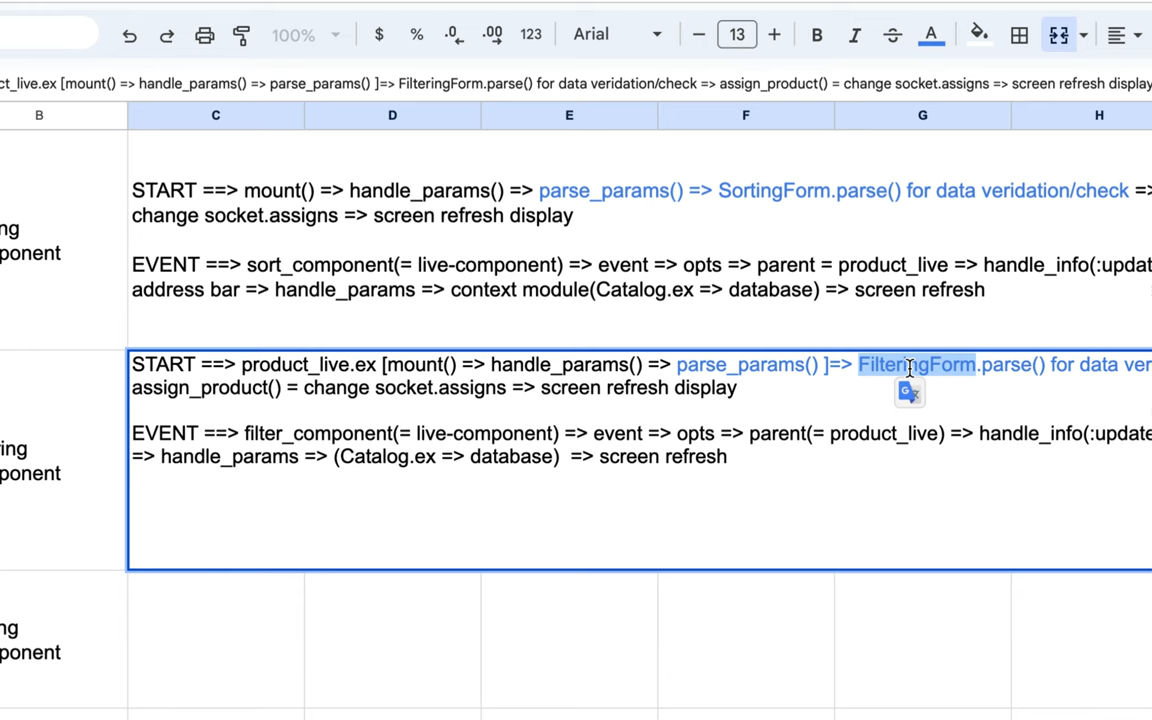 100%
$
%
.0
.00
123
Arial
13
B
I
A
ct_live.ex [mount() => handle_params() => parse_params() ]=> FilteringForm.parse() for data veridation/check => assign_product() = change socket.assigns => screen refresh display
B
C
D
E
F
G
H
START ==> mount() => handle_params() => parse_params() => SortingForm.parse() for data veridation/check =>
change socket.assigns => screen refresh display
EVENT ==> sort_component(= live-component) => event => opts => parent = product_live => handle_info(:updat
address bar => handle_params => context module(Catalog.ex => database) => screen refresh
ng
ponent
START ==> product_live.ex [mount() => handle_params() => parse_params() ]=> FilteringForm.parse() for data ver
assign_product() = change socket.assigns => screen refresh display
EVENT ==> filter_component(= live-component) => event => opts => parent(= product_live) => handle_info(:update
=> handle_params => (Catalog.ex => database)  => screen refresh
ring
ponent
ng
ponent